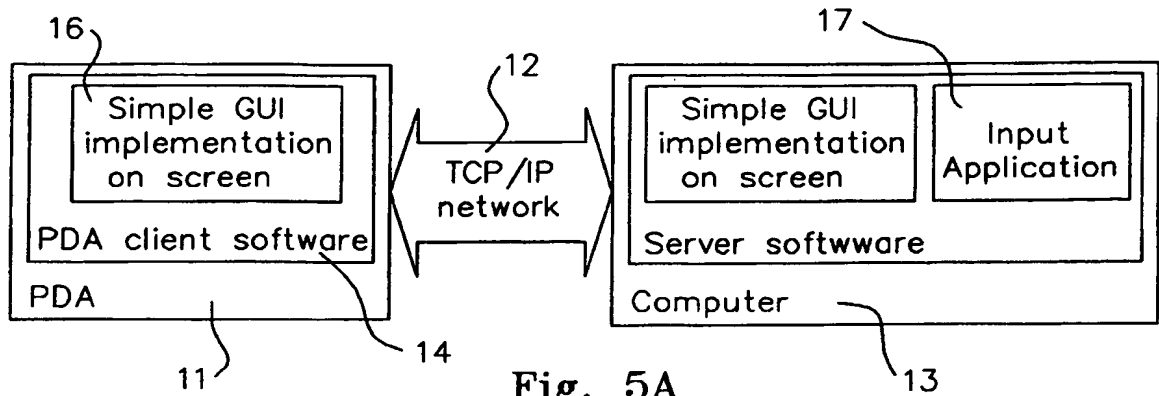 16
17
12
Simple GUI
implementation
on screen
PDA client software
PDA
TCP/IP
network
Simple GUI
implementation
on screen
Input
Application
Server softwware
Computer
11
14
13
Fig. 5A